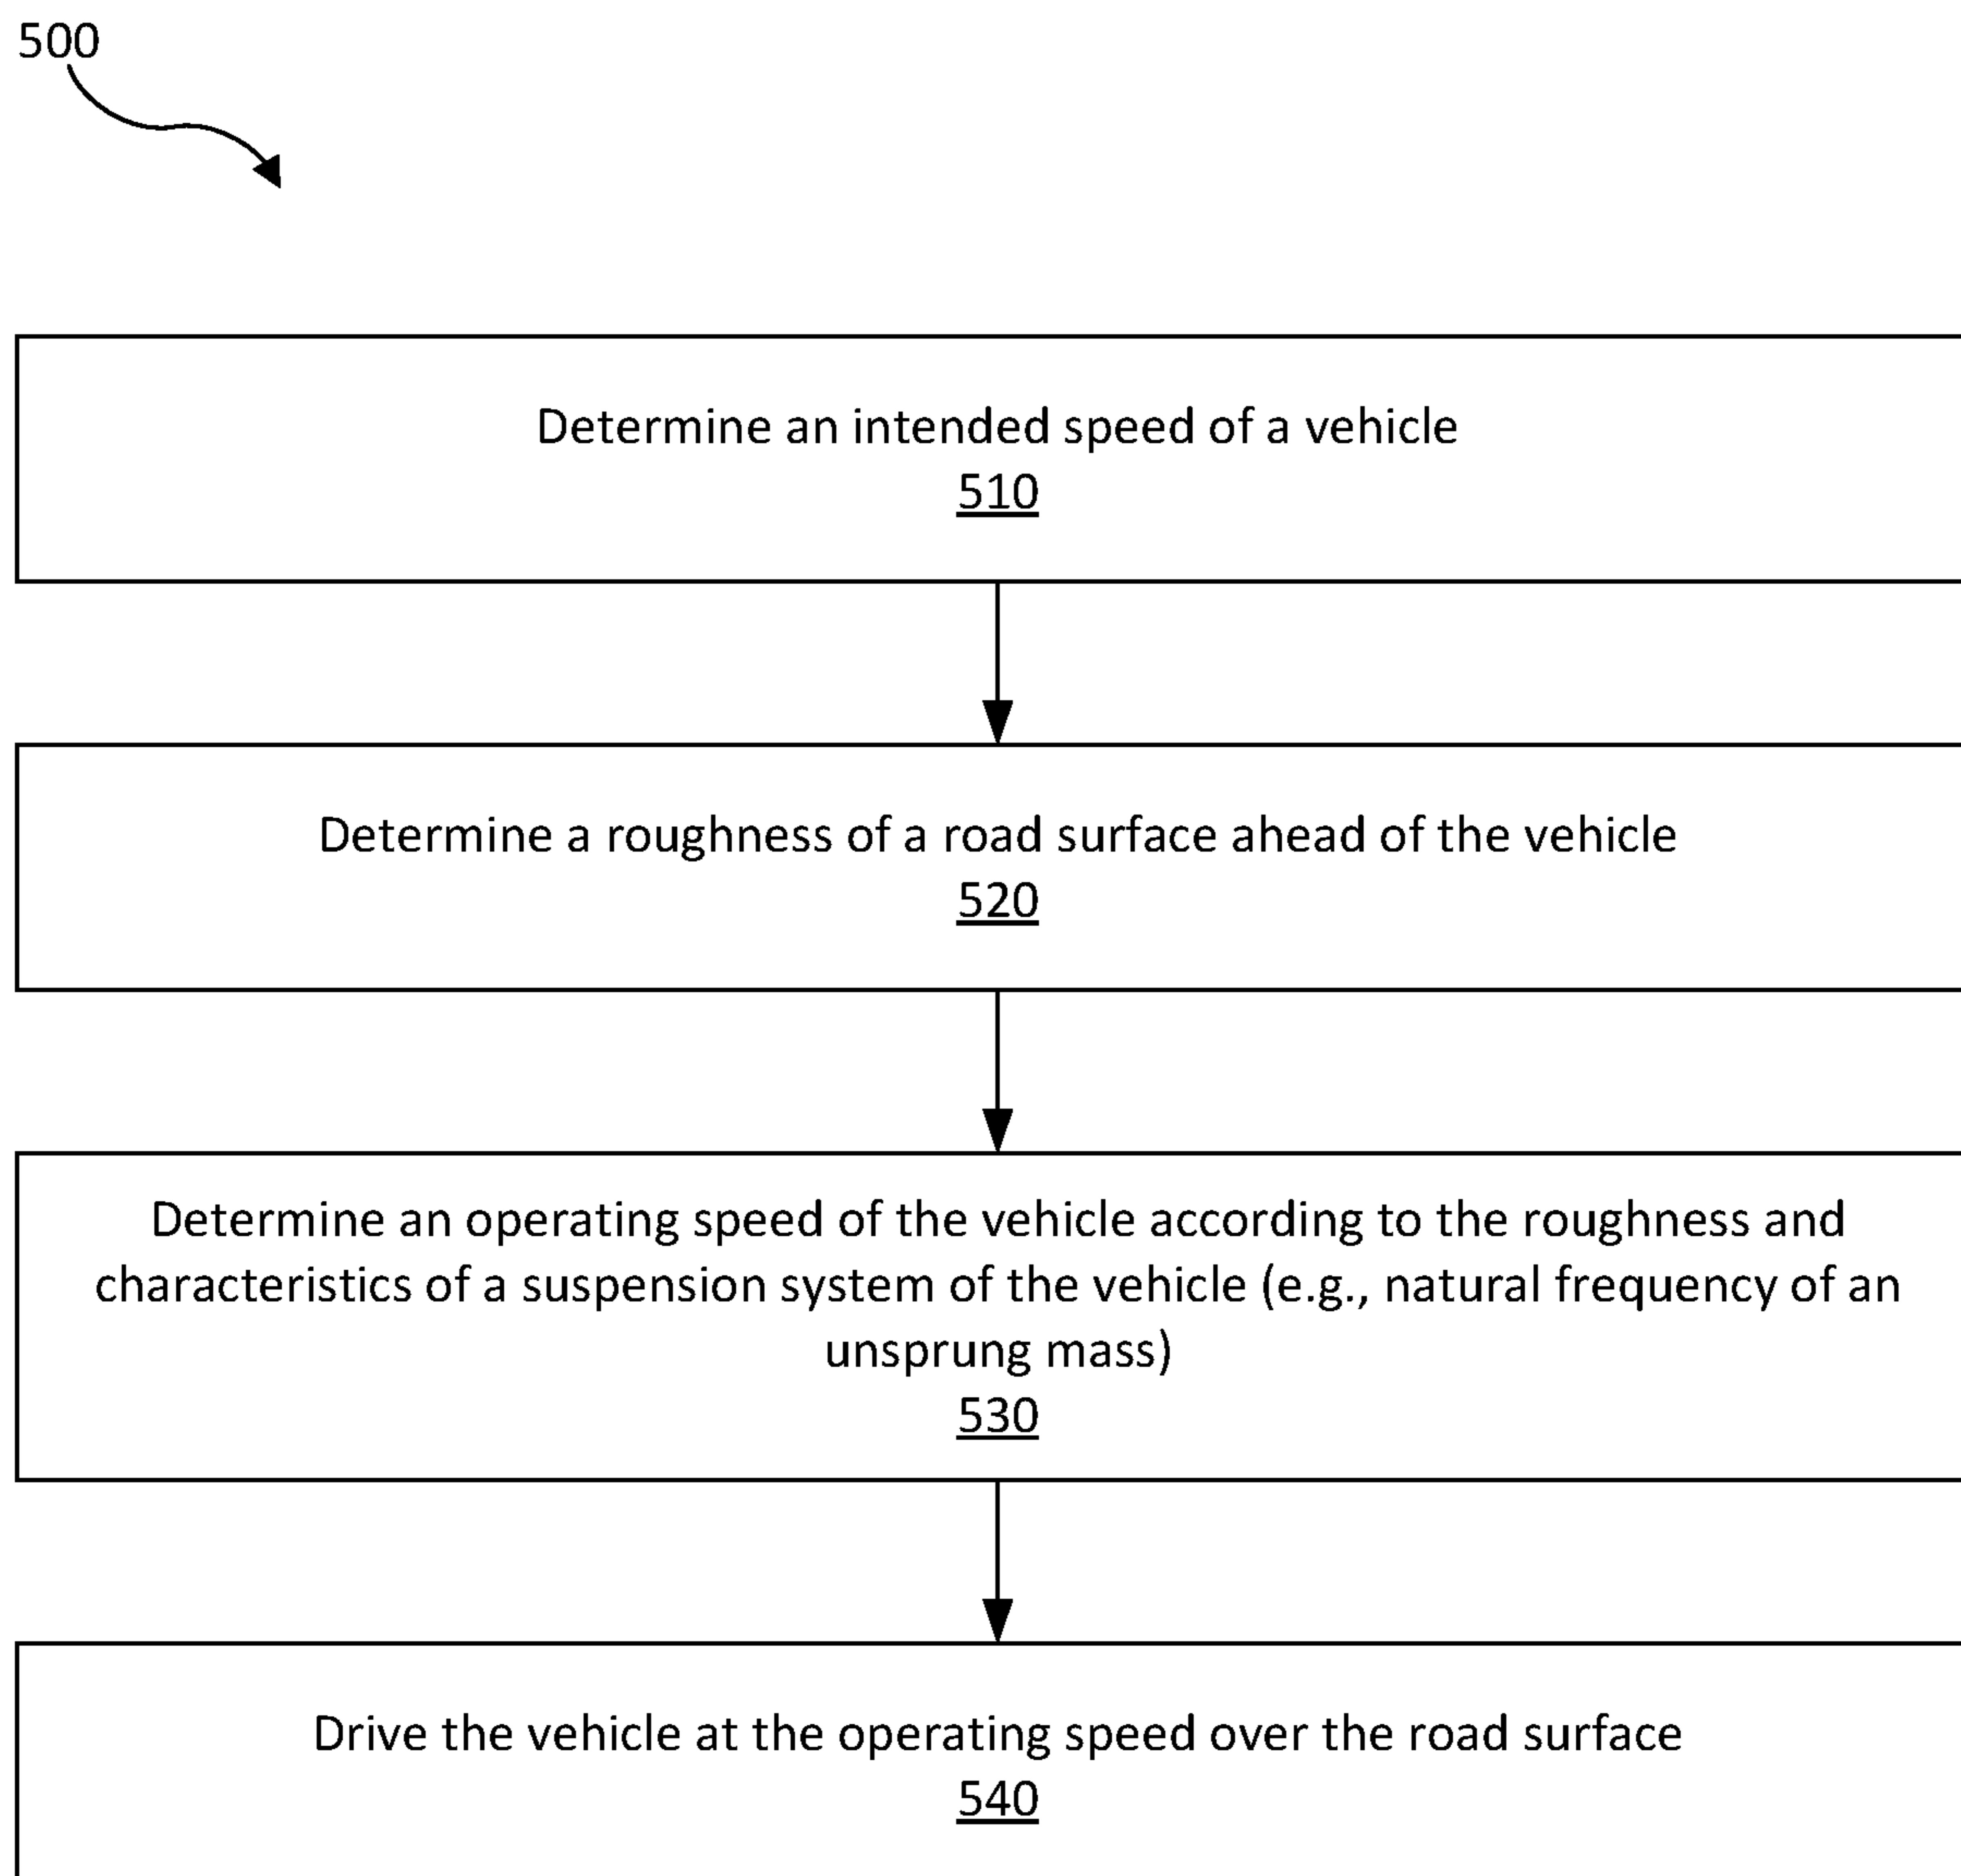 500
Determine an intended speed of a vehicle
510
Determine a roughness of a road surface ahead of the vehicle
520
Determine an operating speed of the vehicle according to the roughness and
characteristics of a suspension system of the vehicle (e.g., natural frequency of an
unsprung mass)
530
Drive the vehicle at the operating speed over the road surface
540